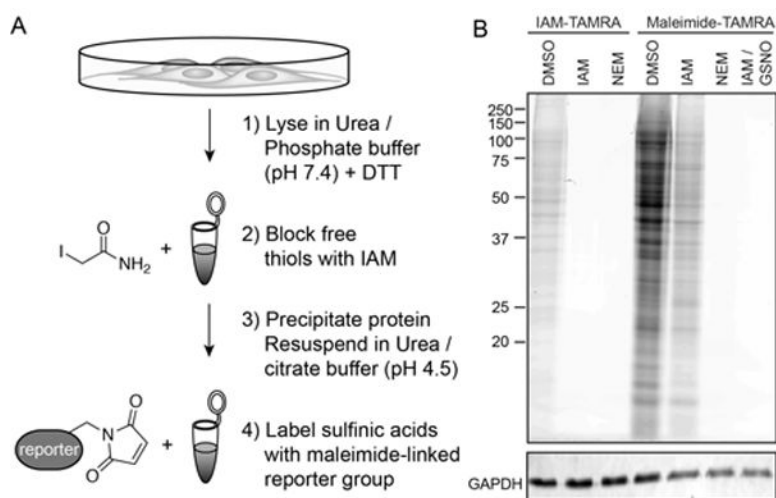 A
1) Lyse in Urea /
Phosphate buffer
(pH 7.4) + DTT
I
O
NH2
+
2) Block free
thiols with IAM
3) Precipitate protein
Resuspend in Urea /
citrate buffer (pH 4.5)
reporter
N
O
O
+
4) Label sulfinic acids
with maleimide-linked
reporter group
B
IAM-TAMRA Maleimide-TAMRA
DMSO IAM NEM DMSO IAM NEM IAM / GSNO
250
150
100
75
50
37
25
20
GAPDH